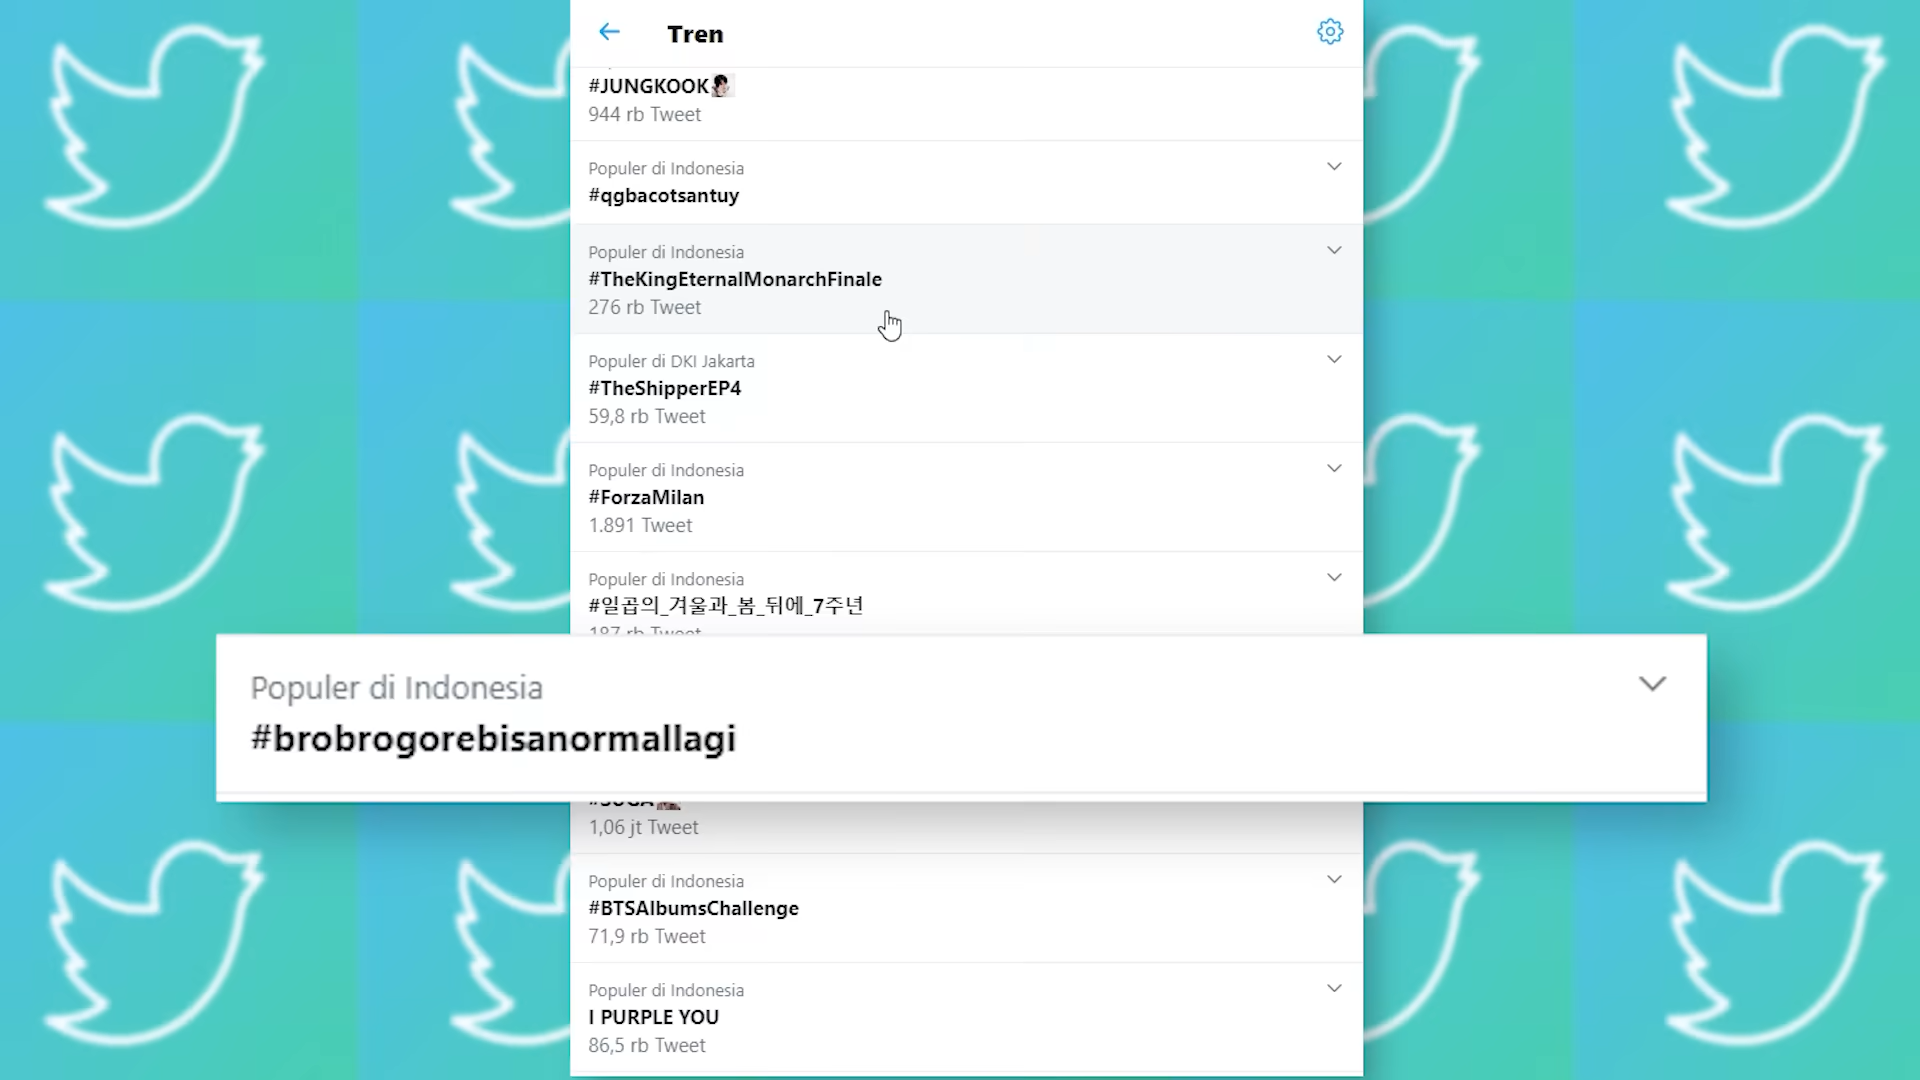 Tren
#JUNGKOOK
944 rb Tweet
Populer di Indonesia
#qgbacotsantuy
Populer di Indonesia
#TheKingEternalMonarchFinale
276 rb Tweet
Populer di DKI Jakarta
#TheShipperEP4
59,8 rb Tweet
Populer di Indonesia
#ForzaMilan
1.891 Tweet
Populer di Indonesia
#일곱의_겨울과_봄_뒤에_7주년
187 rb Tweet
Populer di Indonesia
#brobrogorebisanormallagi
#SUGA
1,06 jt Tweet
Populer di Indonesia
#BTSAlbumsChallenge
71,9 rb Tweet
Populer di Indonesia
I PURPLE YOU
86,5 rb Tweet